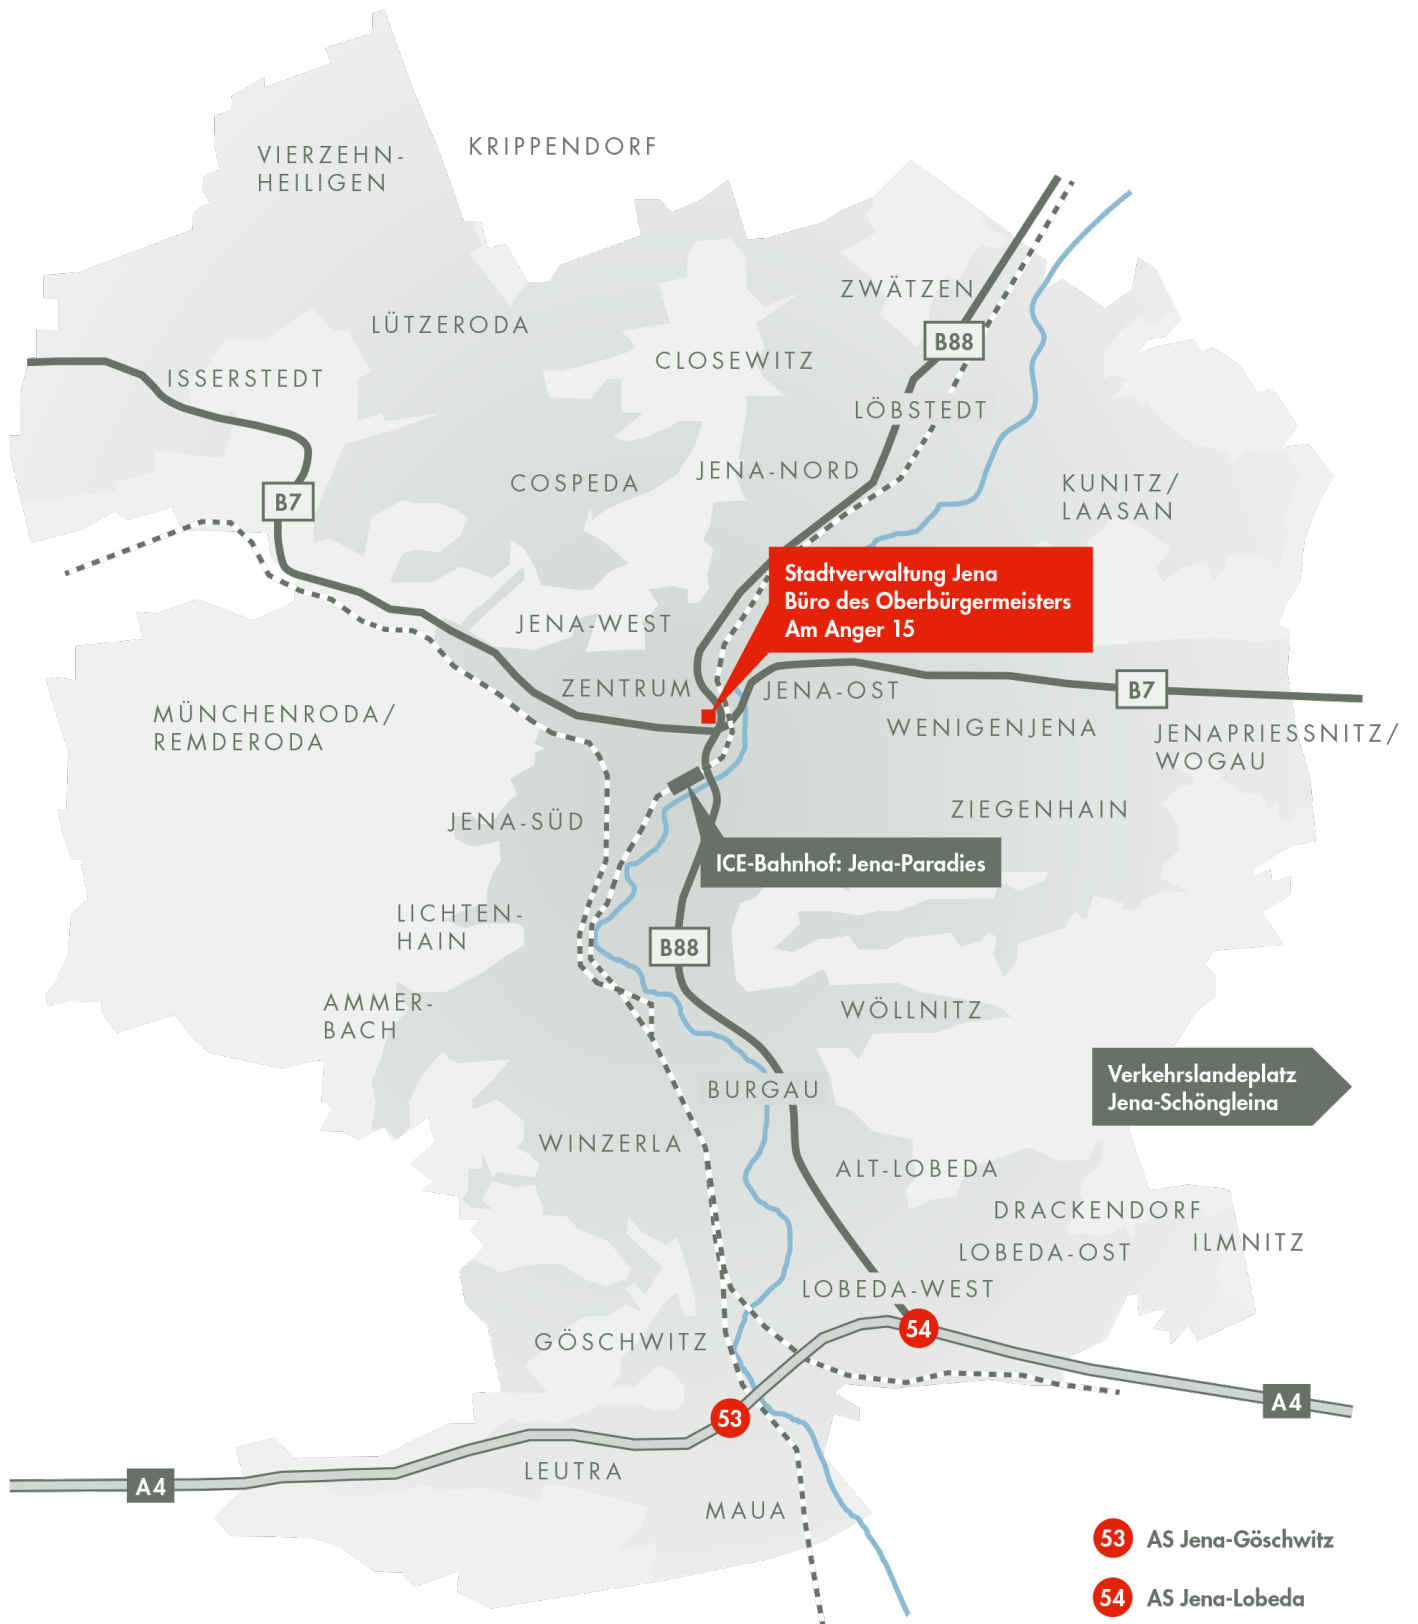 VIERZEHN-
HEILIGEN
KRIPPENDORF
ZWÄTZEN
LÜTZERODA
B88
CLOSEWITZ
ISSERSTEDT
LÖBSTEDT
JENA-NORD
COSPEDA
KUNITZ/
LAASAN
B7
Stadtverwaltung Jena
Büro des Oberbürgermeisters
Am Anger 15
JENA-WEST
ZENTRUM
JENA-OST
B7
MÜNCHENRODA/
REMDERODA
WENIGENJENA
JENAPRIESSNITZ/
WOGAU
ZIEGENHAIN
JENA-SÜD
ICE-Bahnhof: Jena-Paradies
LICHTEN-
HAIN
B88
AMMER-
BACH
WÖLLNITZ
Verkehrslandeplatz
Jena-Schöngleina
BURGAU
WINZERLA
ALT-LOBEDA
DRACKENDORF
ILMNITZ
LOBEDA-OST
LOBEDA-WEST
54
GÖSCHWITZ
A4
53
LEUTRA
A4
MAUA
53 AS Jena-Göschwitz
54 AS Jena-Lobeda